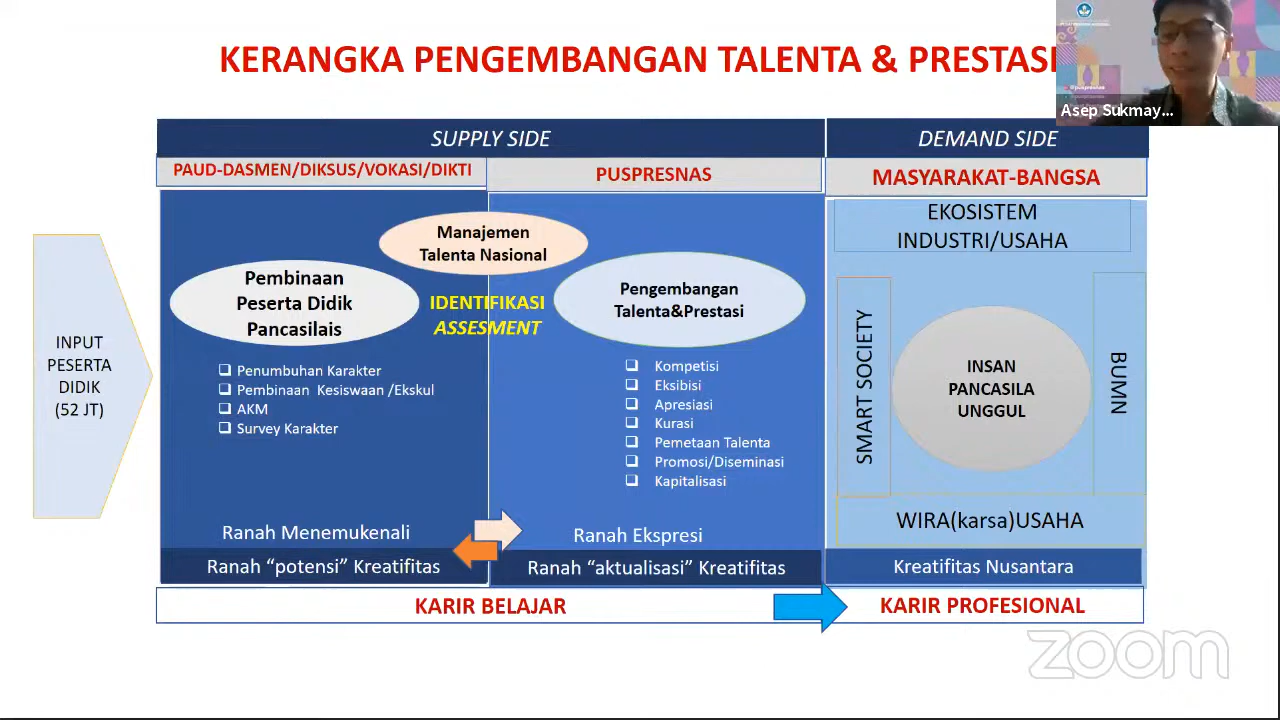 KERANGKA PENGEMBANGAN TALENTA & PRESTASI
Asep Sukmay...
SUPPLY SIDE
DEMAND SIDE
PAUD-DASMEN/DIKSUS/VOKASI/DIKTI
PUSPRESNAS
MASYARAKAT-BANGSA
INPUT
PESERTA
DIDIK
(52 JT)
Manajemen
Talenta Nasional
Pembinaan
Peserta Didik
Pancasilais
IDENTIFIKASI
ASSESMENT
Penumbuhan Karakter
Pembinaan Kesiswaan /Ekskul
AKM
Survey Karakter
Ranah Menemukenali
Ranah “potensi” Kreatifitas
Pengembangan
Talenta&Prestasi
Kompetisi
Eksibisi
Apresiasi
Kurasi
Pemetaan Talenta
Promosi/Diseminasi
Kapitalisasi
Ranah Ekspresi
Ranah “aktualisasi” Kreatifitas
EKOSISTEM
INDUSTRI/USAHA
SMART SOCIETY
INSAN
PANCASILA
UNGGUL
BUMN
WIRA(karsa)USAHA
Kreatifitas Nusantara
KARIR BELAJAR
KARIR PROFESIONAL
zoom